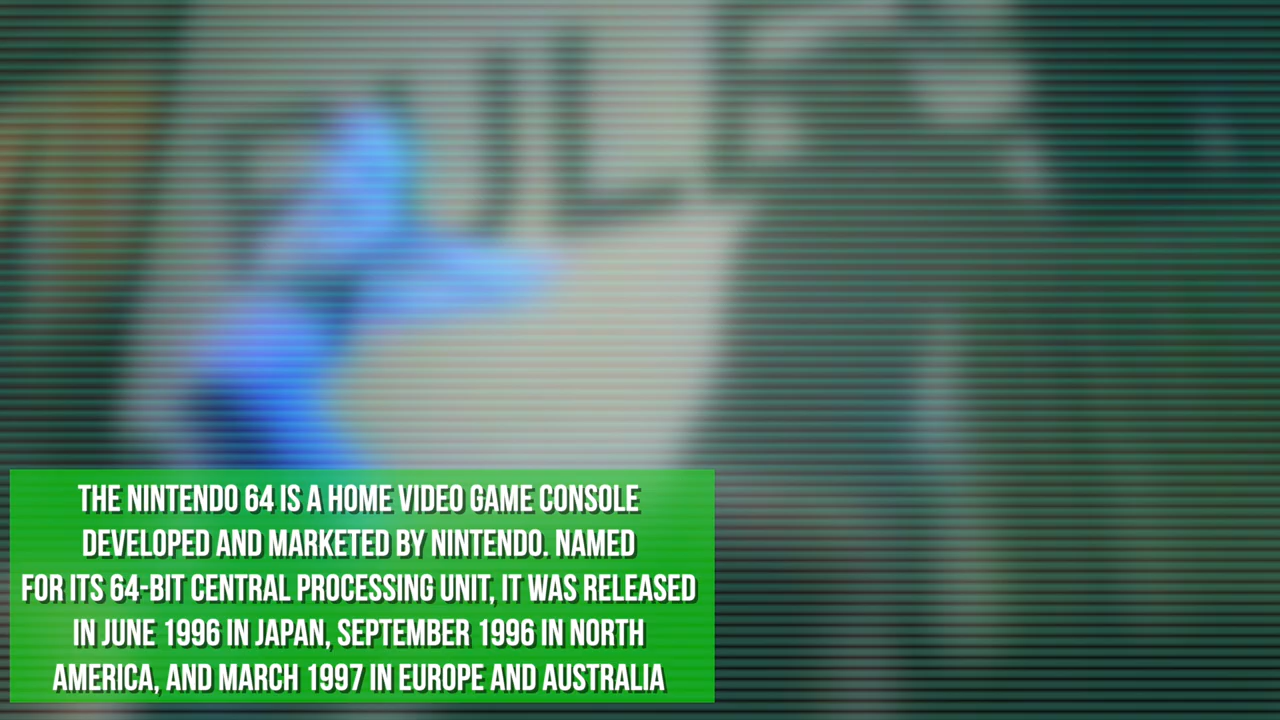 THE NINTENDO 64 IS A HOME VIDEO GAME CONSOLE
DEVELOPED AND MARKETED BY NINTENDO. NAMED
FOR ITS 64-BIT CENTRAL PROCESSING UNIT, IT WAS RELEASED
IN JUNE 1996 IN JAPAN, SEPTEMBER 1996 IN NORTH
AMERICA, AND MARCH 1997 IN EUROPE AND AUSTRALIA